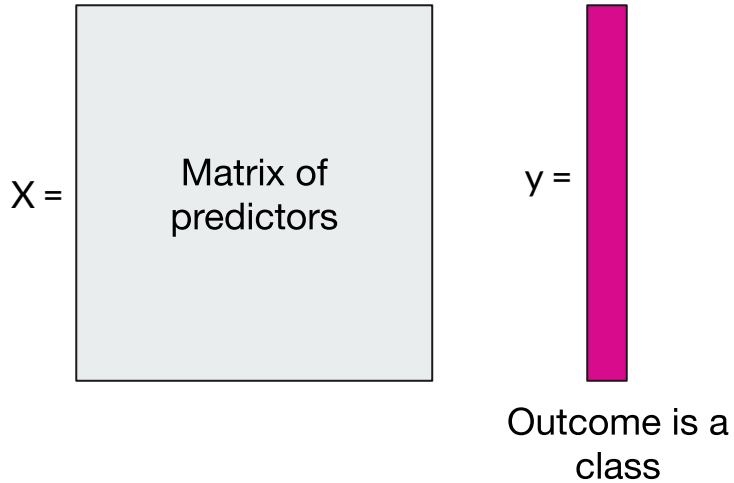 X =
Matrix of
predictors
y =
Outcome is a
class